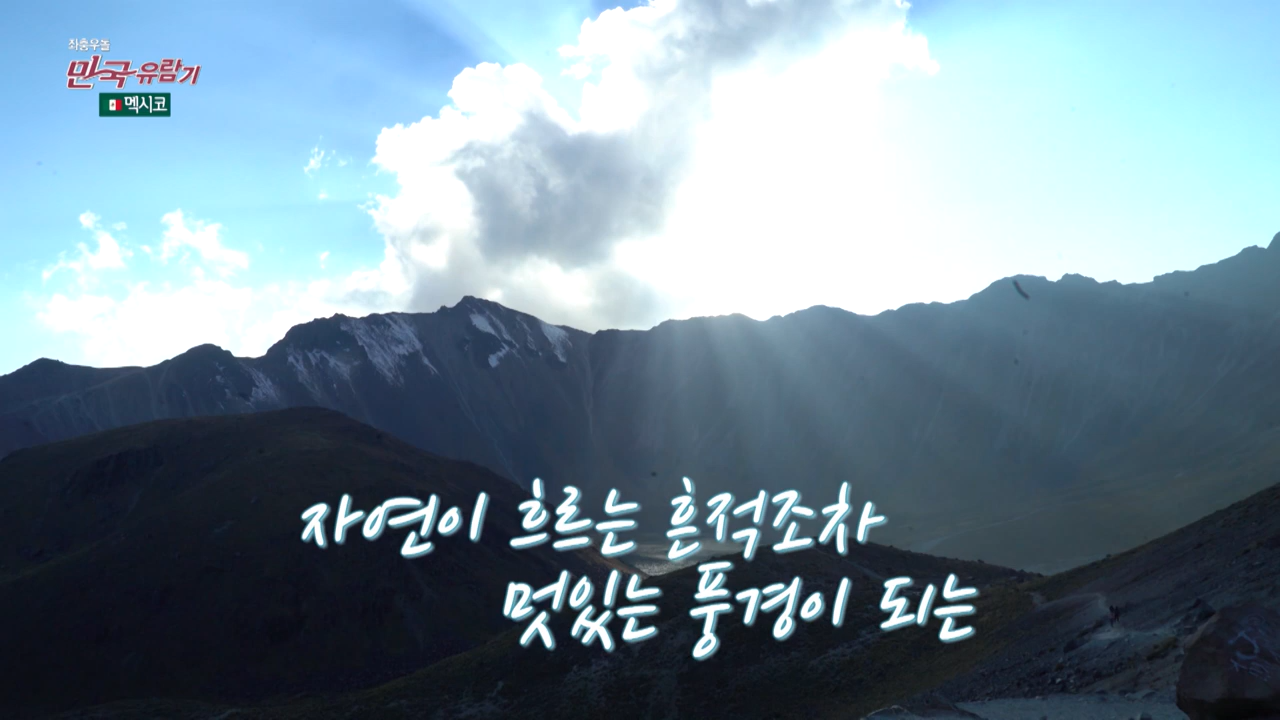 좌충우돌
민국유람기
멕시코
자연이 흐르는 흔적조차
멋있는 풍경이 되는